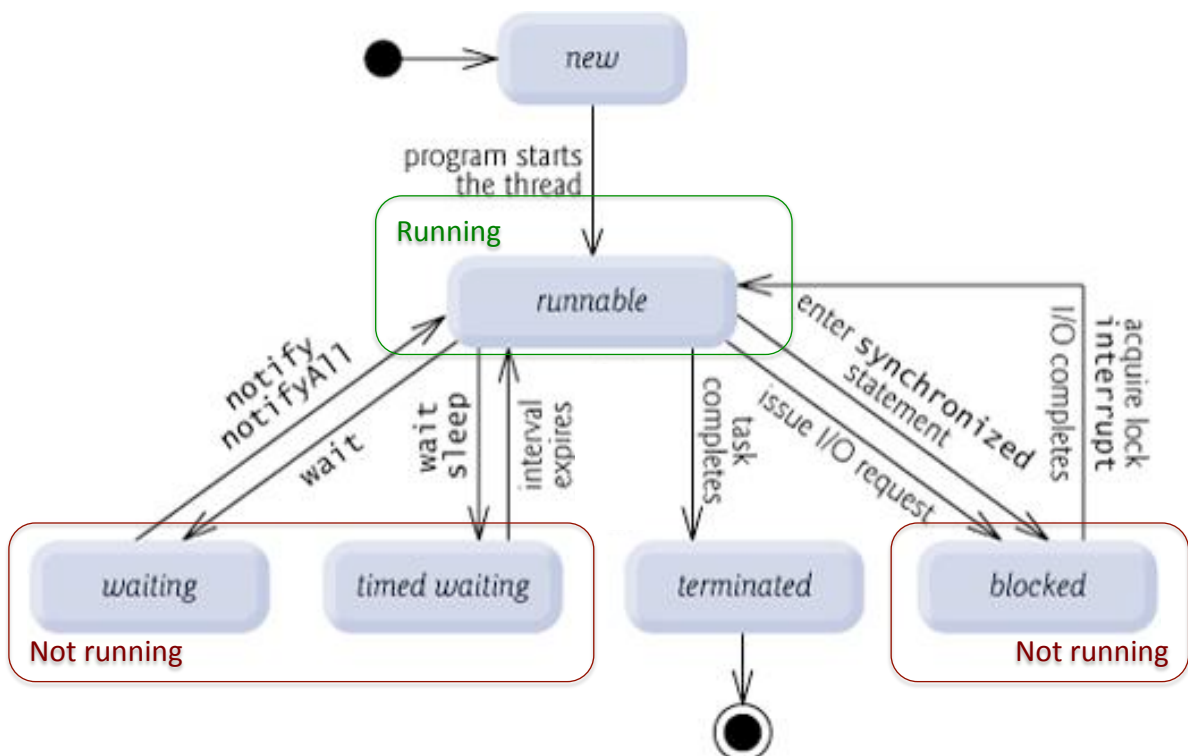 new
program starts
the thread
Running
runnable
notify
notifyAll
wait
wait
sleep
interval
expires
task
completes
enter synchronized
statement
issue I/O request
I/O completes
interrupt
acquire lock
waiting
timed waiting
terminated
blocked
Not running
Not running